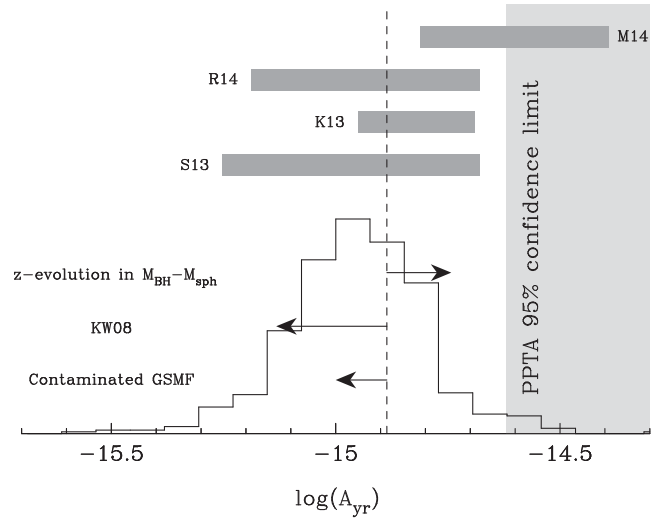 M14
R14
K13
S13
PPTA 95% confidence limit
z-evolution in M_BH−M_sph
KW08
Contaminated GSMF
−15.5 −15 −14.5
log(A_yr)